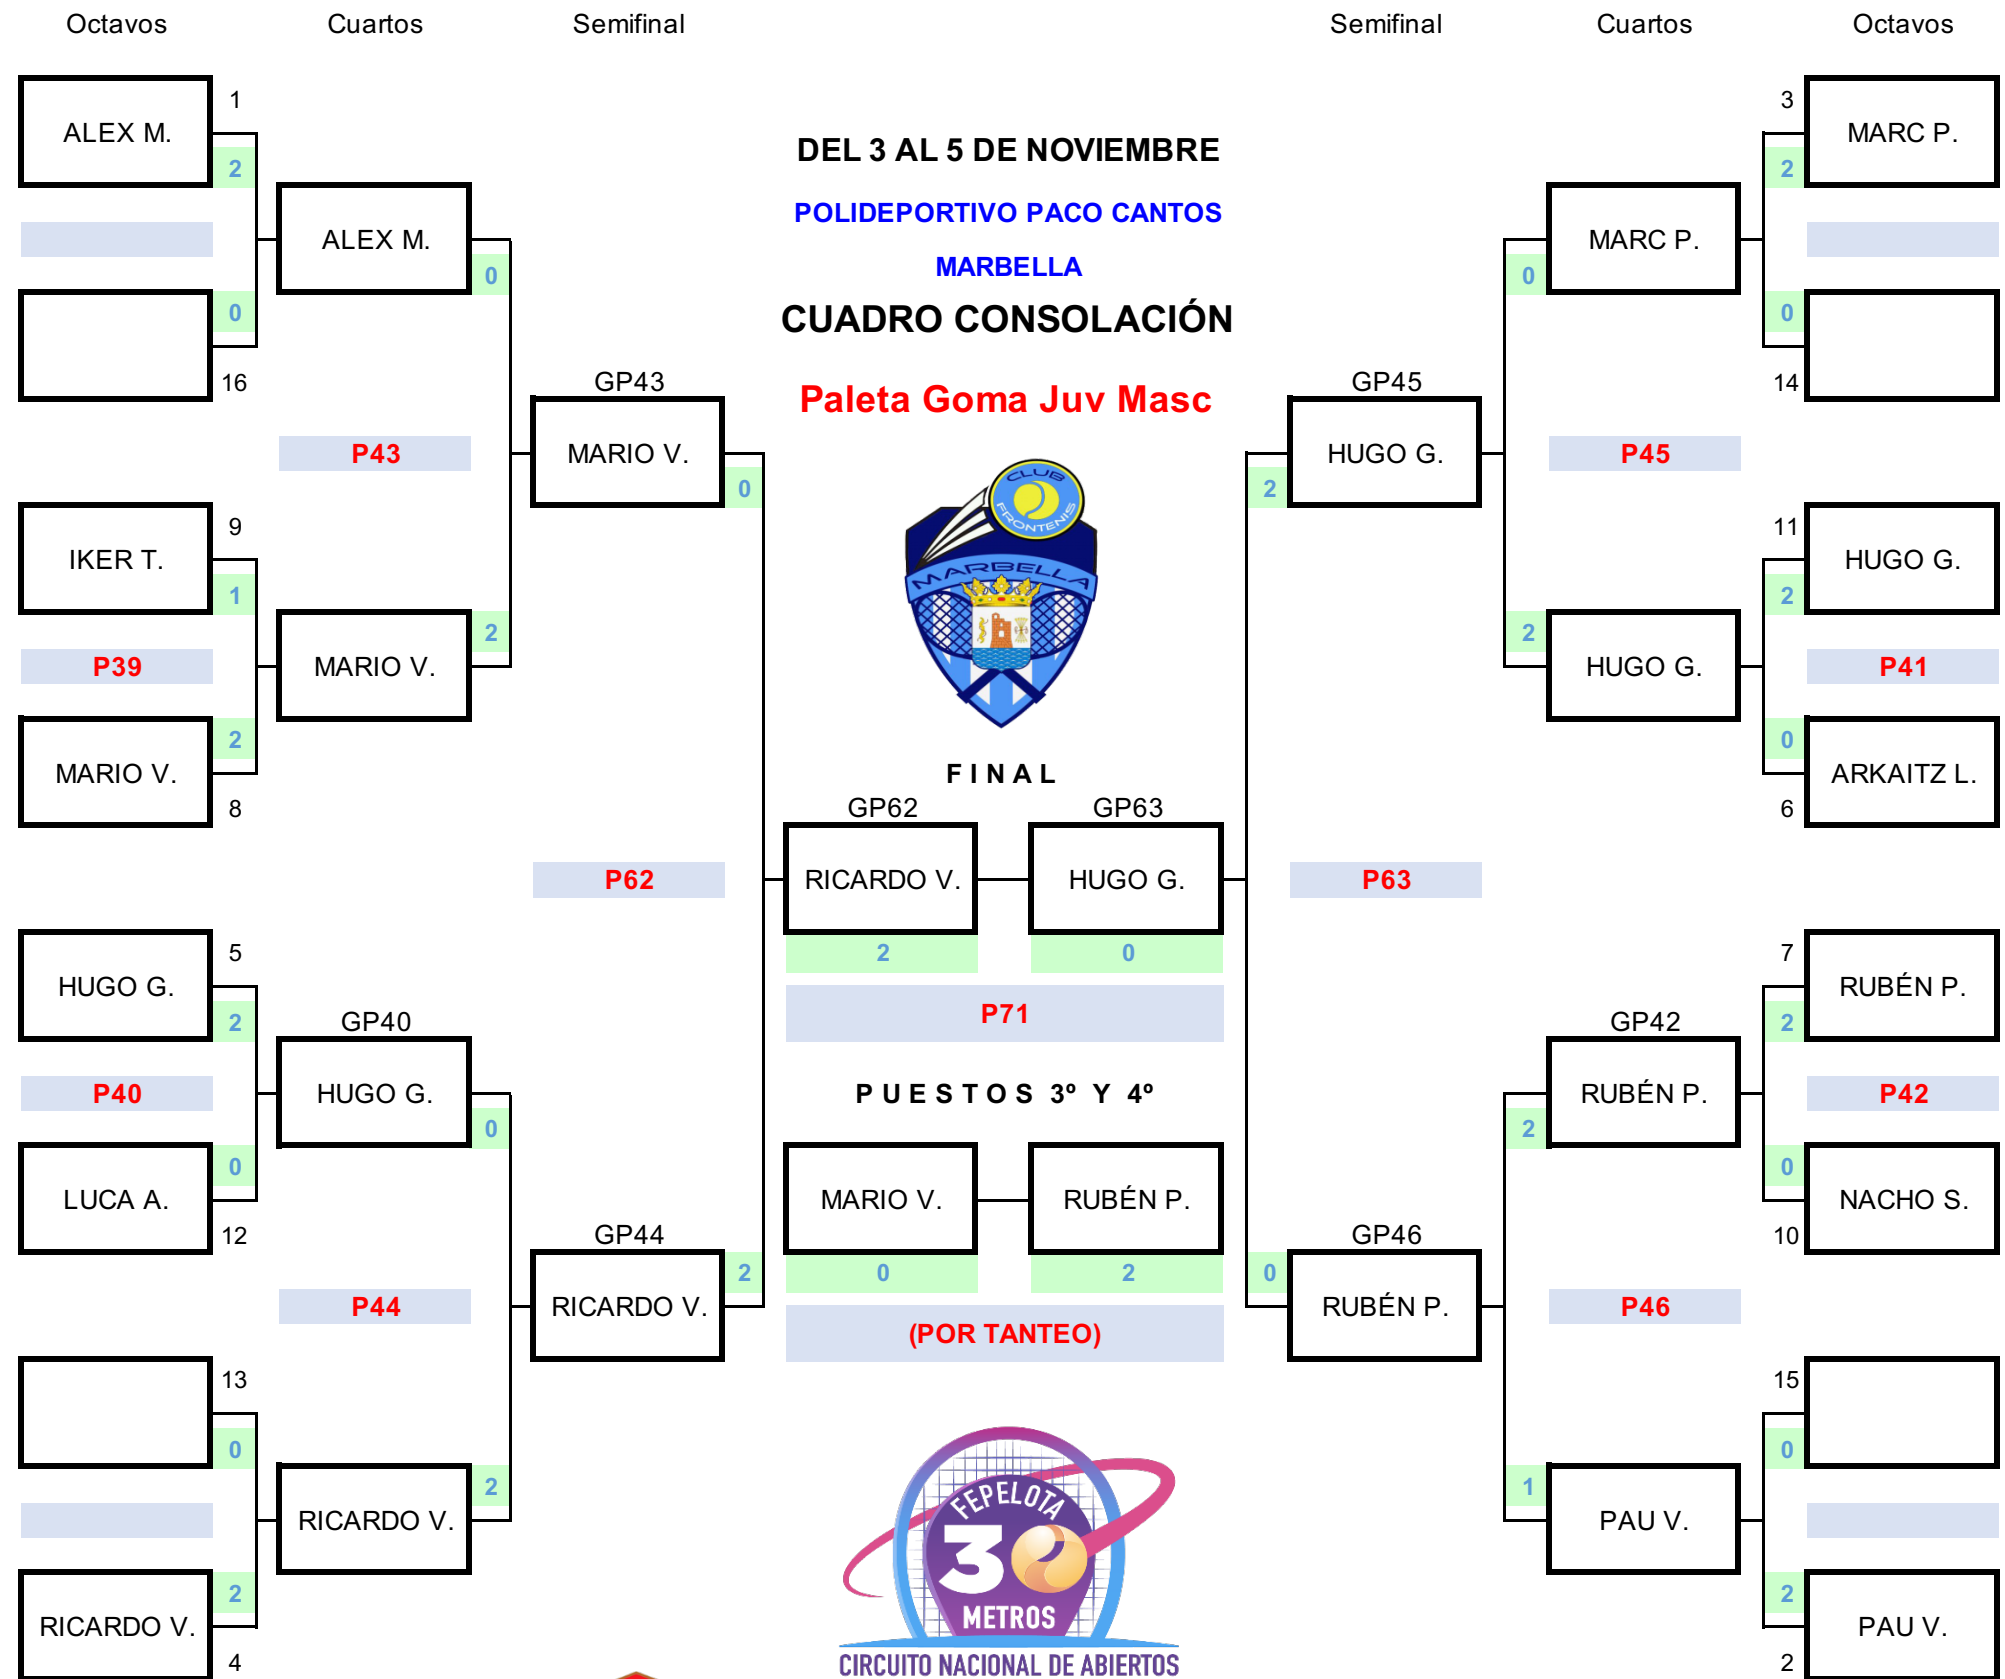 Octavos Cuartos Semifinal Semifinal Cuartos Octavos
1 3
ALEX M. MARC P.
DEL 3 AL 5 DE NOVIEMBRE
2 2
POLIDEPORTIVO PACO CANTOS
ALEX M. MARC P.
MARBELLA
0 0
0 0
CUADRO CONSOLACIÓN
16 GP43 GP45 14
Paleta Goma Juv Masc
P43 MARIO V. HUGO G. P45
0 2
CLUB
FRONTENIS
MARBELLA
9 11
IKER T. HUGO G.
1 2
2 2
P39 MARIO V. HUGO G. P41
2 0
MARIO V. ARKAITZ L.
FINAL
8 GP62 GP63 6
P62 RICARDO V. HUGO G. P63
5 2 0 7
HUGO G. RUBÉN P.
P71
2 GP40 GP42 2
P40 HUGO G. RUBÉN P. P42
PUESTOS 3º Y 4º
0 2
0 0
LUCA A. MARIO V. RUBÉN P. NACHO S.
12 GP44 GP46 10
2 0 2 0
P44 RICARDO V. RUBÉN P. P46
(POR TANTEO)
13 15
0 0
2 1
RICARDO V. PAU V.
FEPELOTA
30
METROS
2 2
RICARDO V. PAU V.
4 2
CIRCUITO NACIONAL DE ABIERTOS